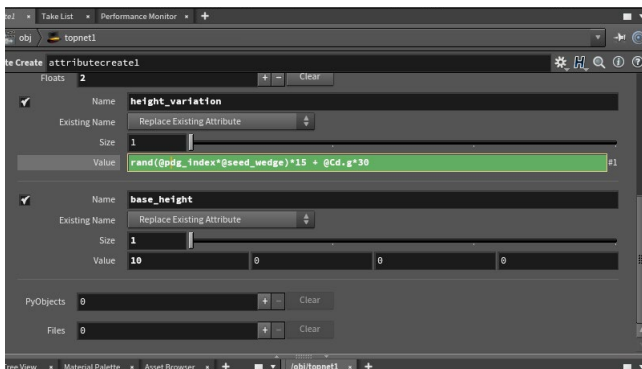 Take List × Performance Monitor × +
obj topnet1
te Create attributecreate1
Floats 2 + - Clear
Name height_variation
Existing Name Replace Existing Attribute
Size 1
Value rand(@pdg_index*@seed_wedge)*15 + @Cd.g*30 #1
Name base_height
Existing Name Replace Existing Attribute
Size 1
Value 10 0 0 0
PyObjects 0 + - Clear
Files 0 + - Clear
Tree View × Material Palette × Asset Browser × + /obj/topnet1 × +